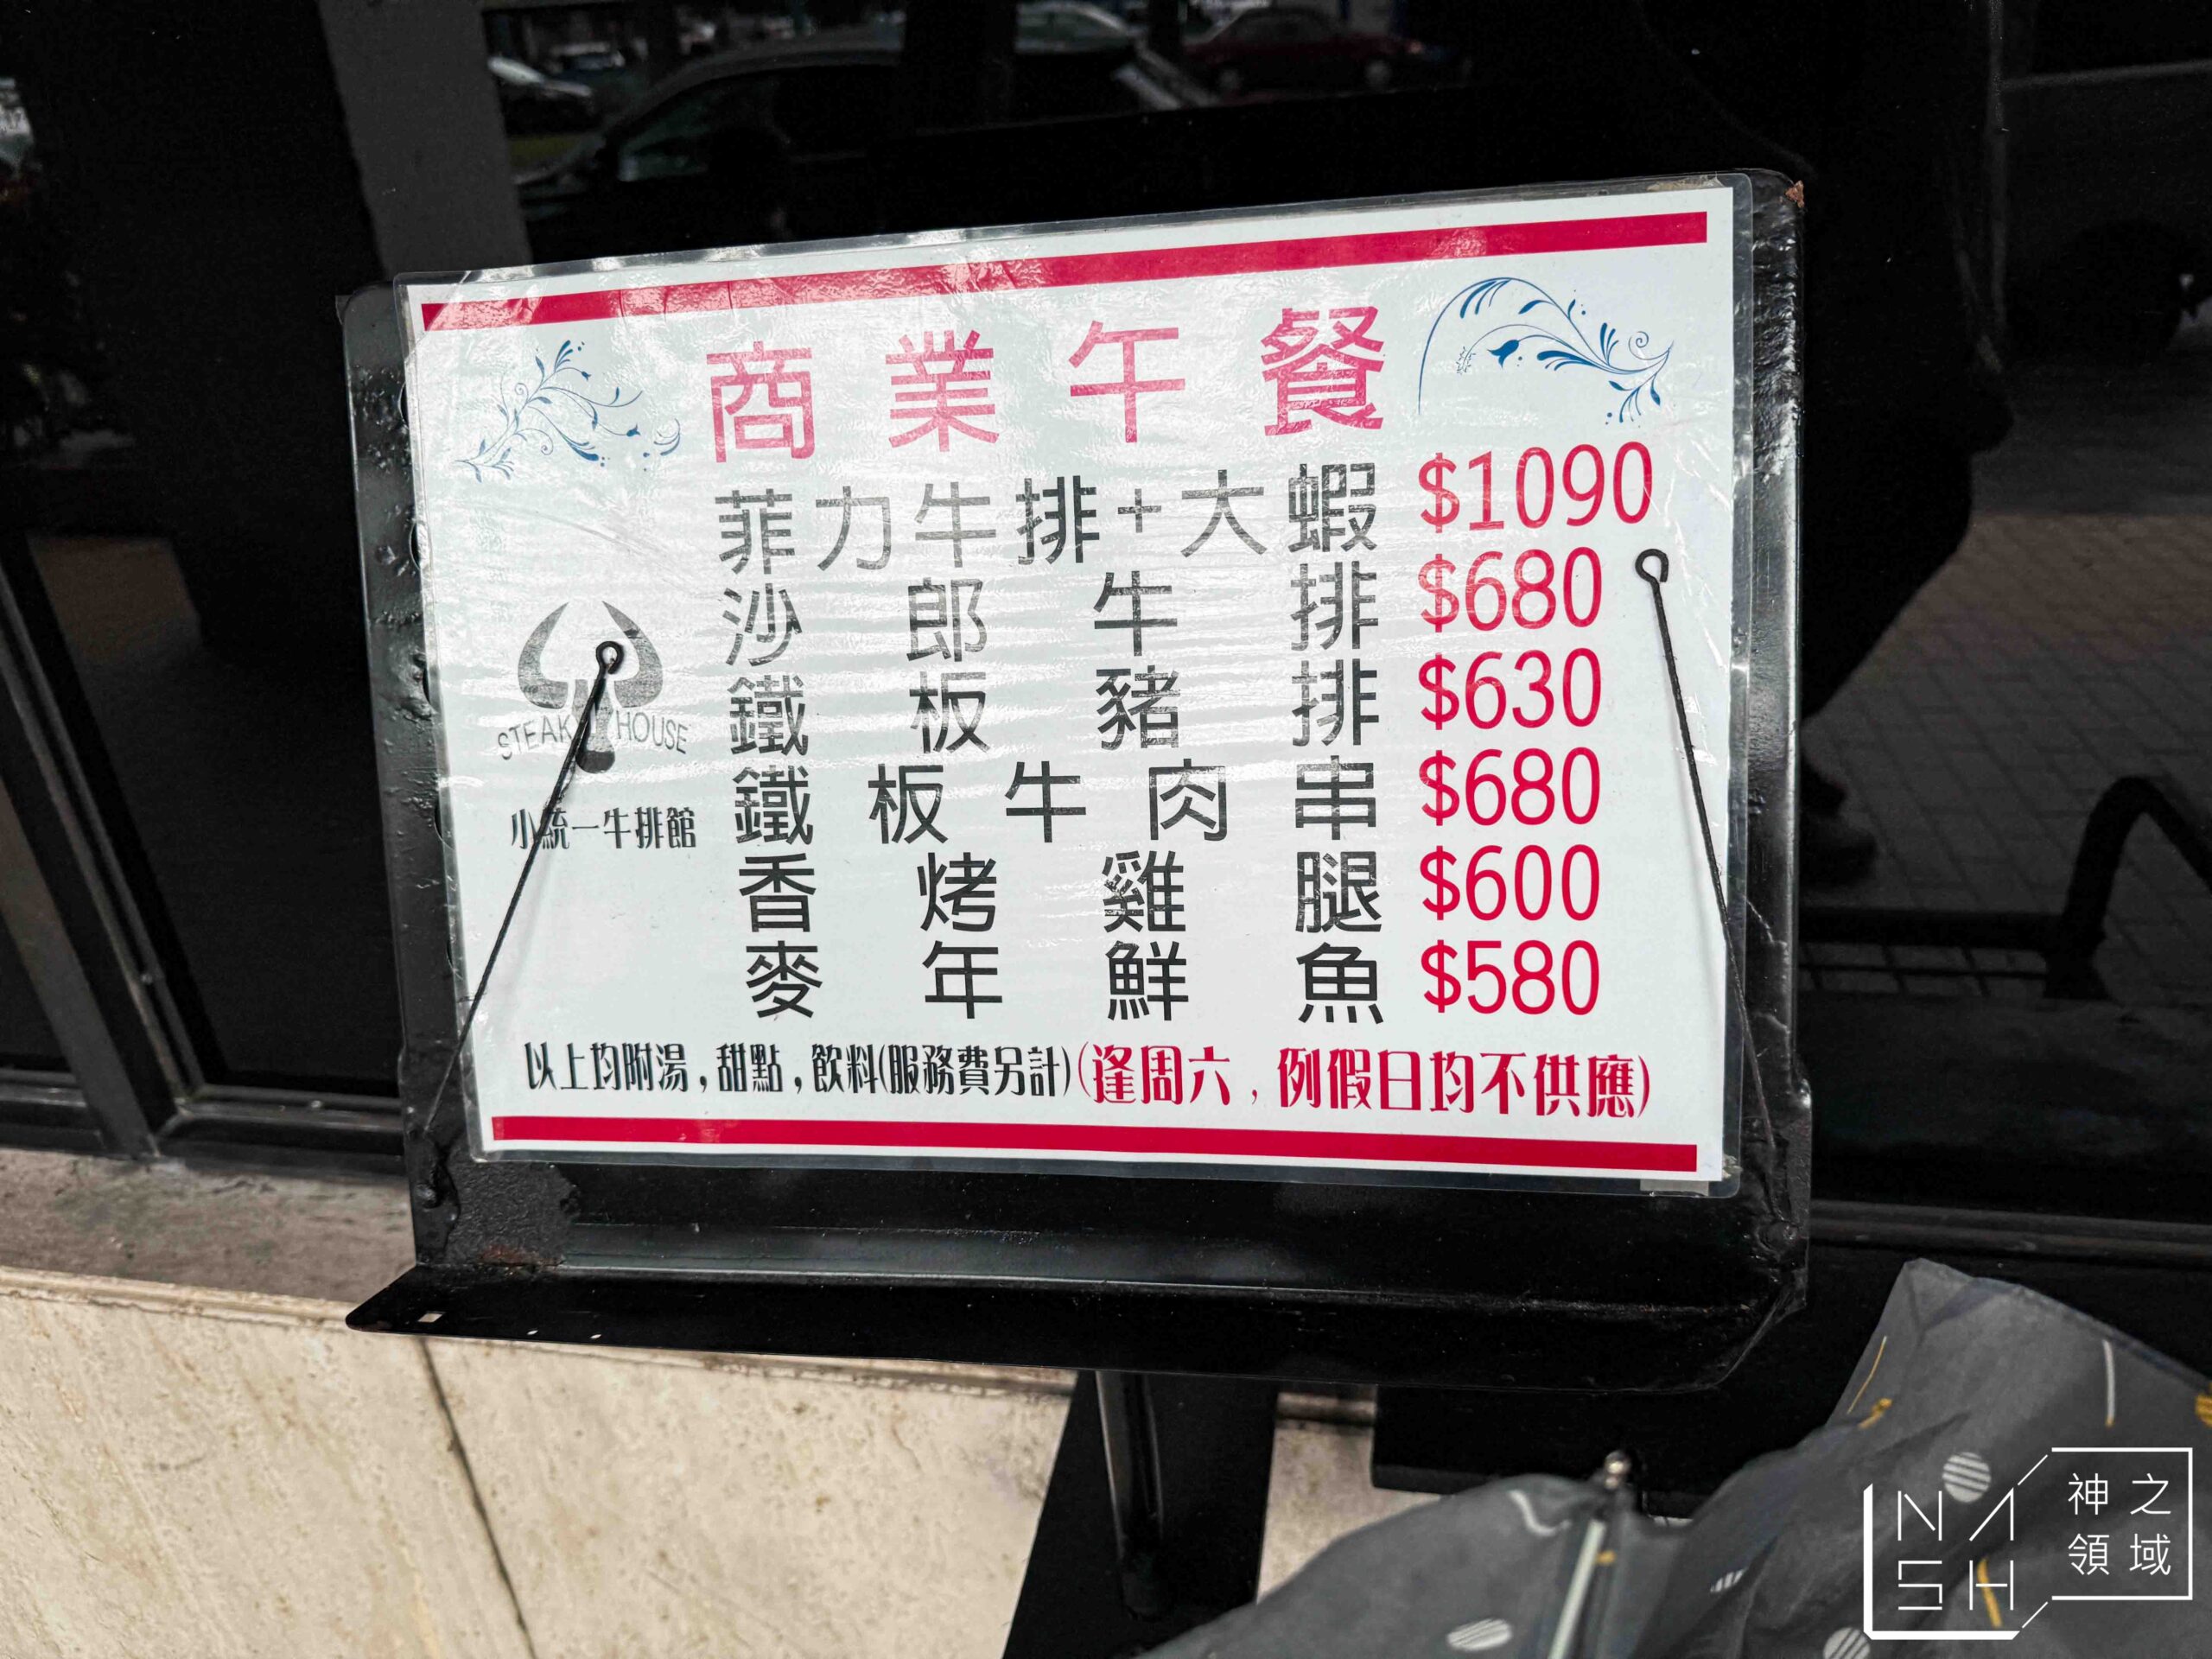 商業午餐
菲力牛排+大蝦 $1090
沙郎牛排 $680
鐵板豬排 $630
鐵板牛肉串 $680
香烤雞腿 $600
麥年鮮魚 $580
STEAK HOUSE
小統一牛排館
以上均附湯,甜點,飲料(服務費另計)(逢周六,例假日均不供應)
NASH
神之
領域